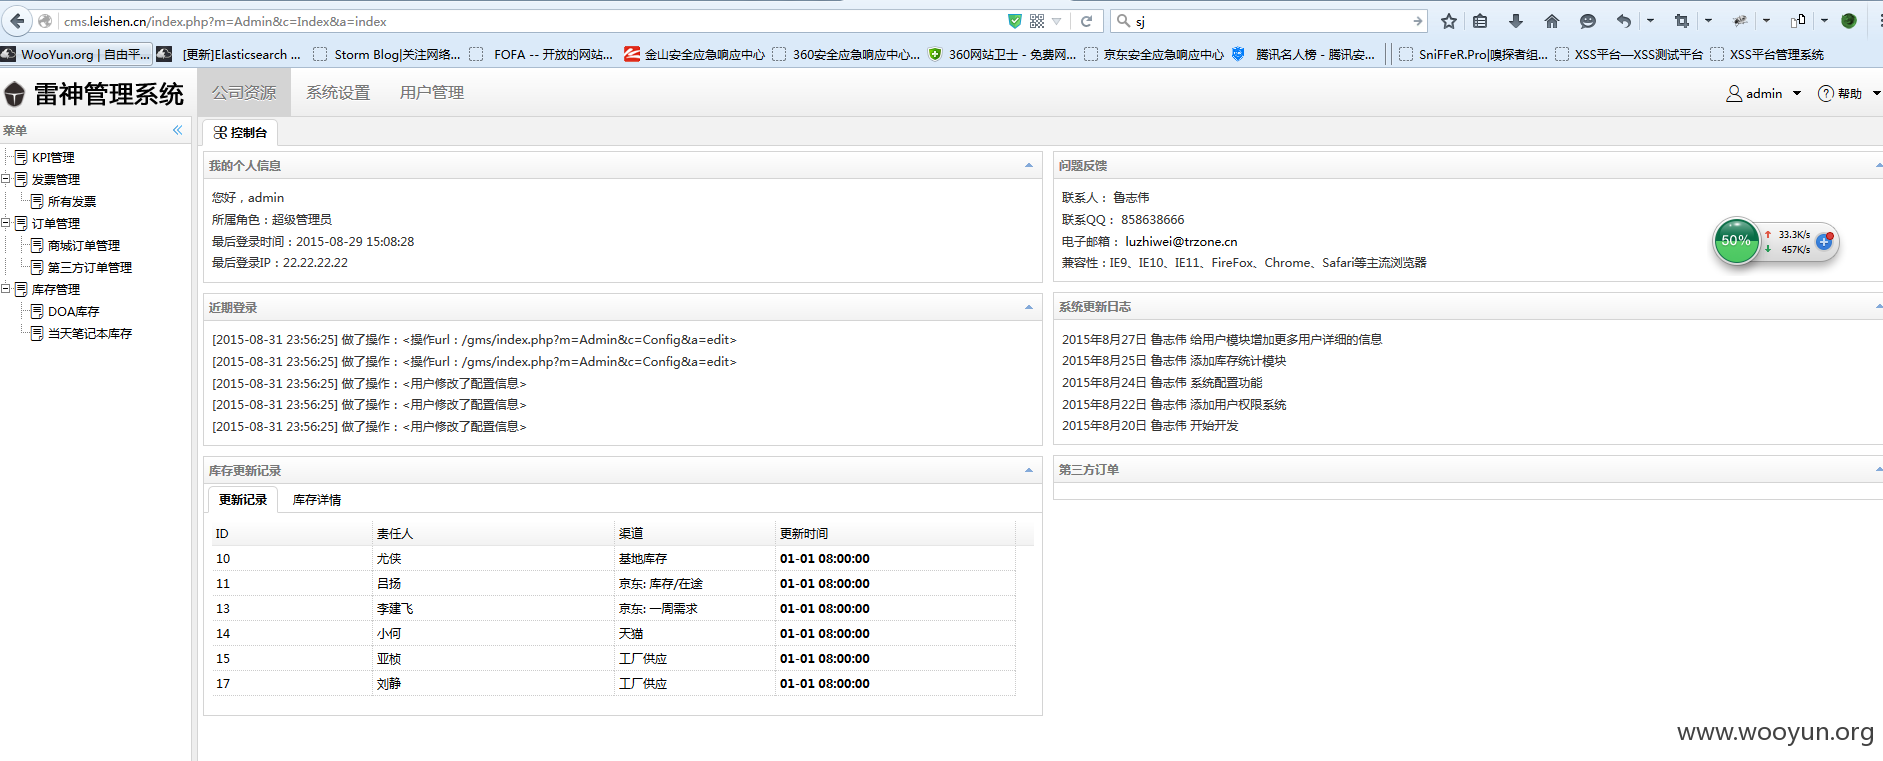 cms.leishen.cn/index.php?m=Admin&c=Index&a=index
sj
WooYun.org | 自由平...
[更新]Elasticsearch ...
Storm Blog|关注网络...
FOFA -- 开放的网站...
金山安全应急响应中心
360安全应急响应中心...
360网站卫士 - 免费网...
京东安全应急响应中心
腾讯名人榜 - 腾讯安...
SniFFeR.Pro|嗅探者组...
XSS平台—XSS测试平台
XSS平台管理系统
雷神管理系统
公司资源
系统设置
用户管理
admin
帮助
菜单
KPI管理
发票管理
所有发票
订单管理
商城订单管理
第三方订单管理
库存管理
DOA库存
当天笔记本库存
控制台
我的个人信息
您好，admin
所属角色：超级管理员
最后登录时间：2015-08-29 15:08:28
最后登录IP：22.22.22.22
问题反馈
联系人： 鲁志伟
联系QQ： 858638666
电子邮箱： luzhiwei@trzone.cn
兼容性：IE9、IE10、IE11、FireFox、Chrome、Safari等主流浏览器
50%
33.3K/s
457K/s
近期登录
[2015-08-31 23:56:25] 做了操作：<操作url：/gms/index.php?m=Admin&c=Config&a=edit>
[2015-08-31 23:56:25] 做了操作：<操作url：/gms/index.php?m=Admin&c=Config&a=edit>
[2015-08-31 23:56:25] 做了操作：<用户修改了配置信息>
[2015-08-31 23:56:25] 做了操作：<用户修改了配置信息>
[2015-08-31 23:56:25] 做了操作：<用户修改了配置信息>
系统更新日志
2015年8月27日 鲁志伟 给用户模块增加更多用户详细的信息
2015年8月25日 鲁志伟 添加库存统计模块
2015年8月24日 鲁志伟 系统配置功能
2015年8月22日 鲁志伟 添加用户权限系统
2015年8月20日 鲁志伟 开始开发
库存更新记录
更新记录 库存详情
ID 责任人 渠道 更新时间
10 尤侠 基地库存 01-01 08:00:00
11 吕扬 京东: 库存/在途 01-01 08:00:00
13 李建飞 京东: 一周需求 01-01 08:00:00
14 小何 天猫 01-01 08:00:00
15 亚桢 工厂供应 01-01 08:00:00
17 刘静 工厂供应 01-01 08:00:00
第三方订单
www.wooyun.org